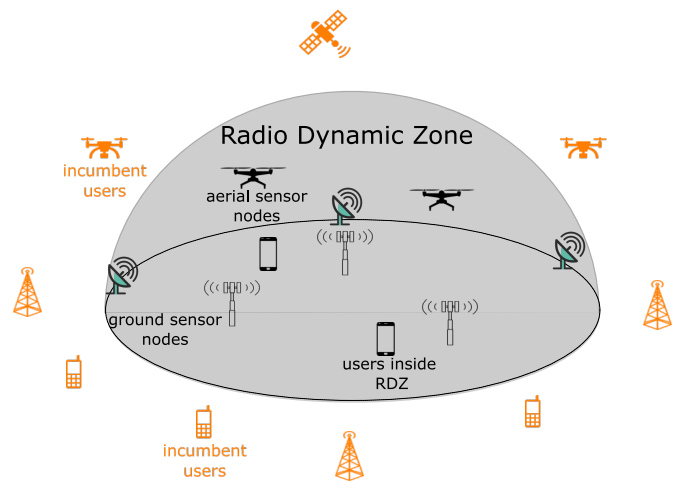 Radio Dynamic Zone
incumbent
users
aerial sensor
nodes
ground sensor
nodes
users inside
RDZ
incumbent
users